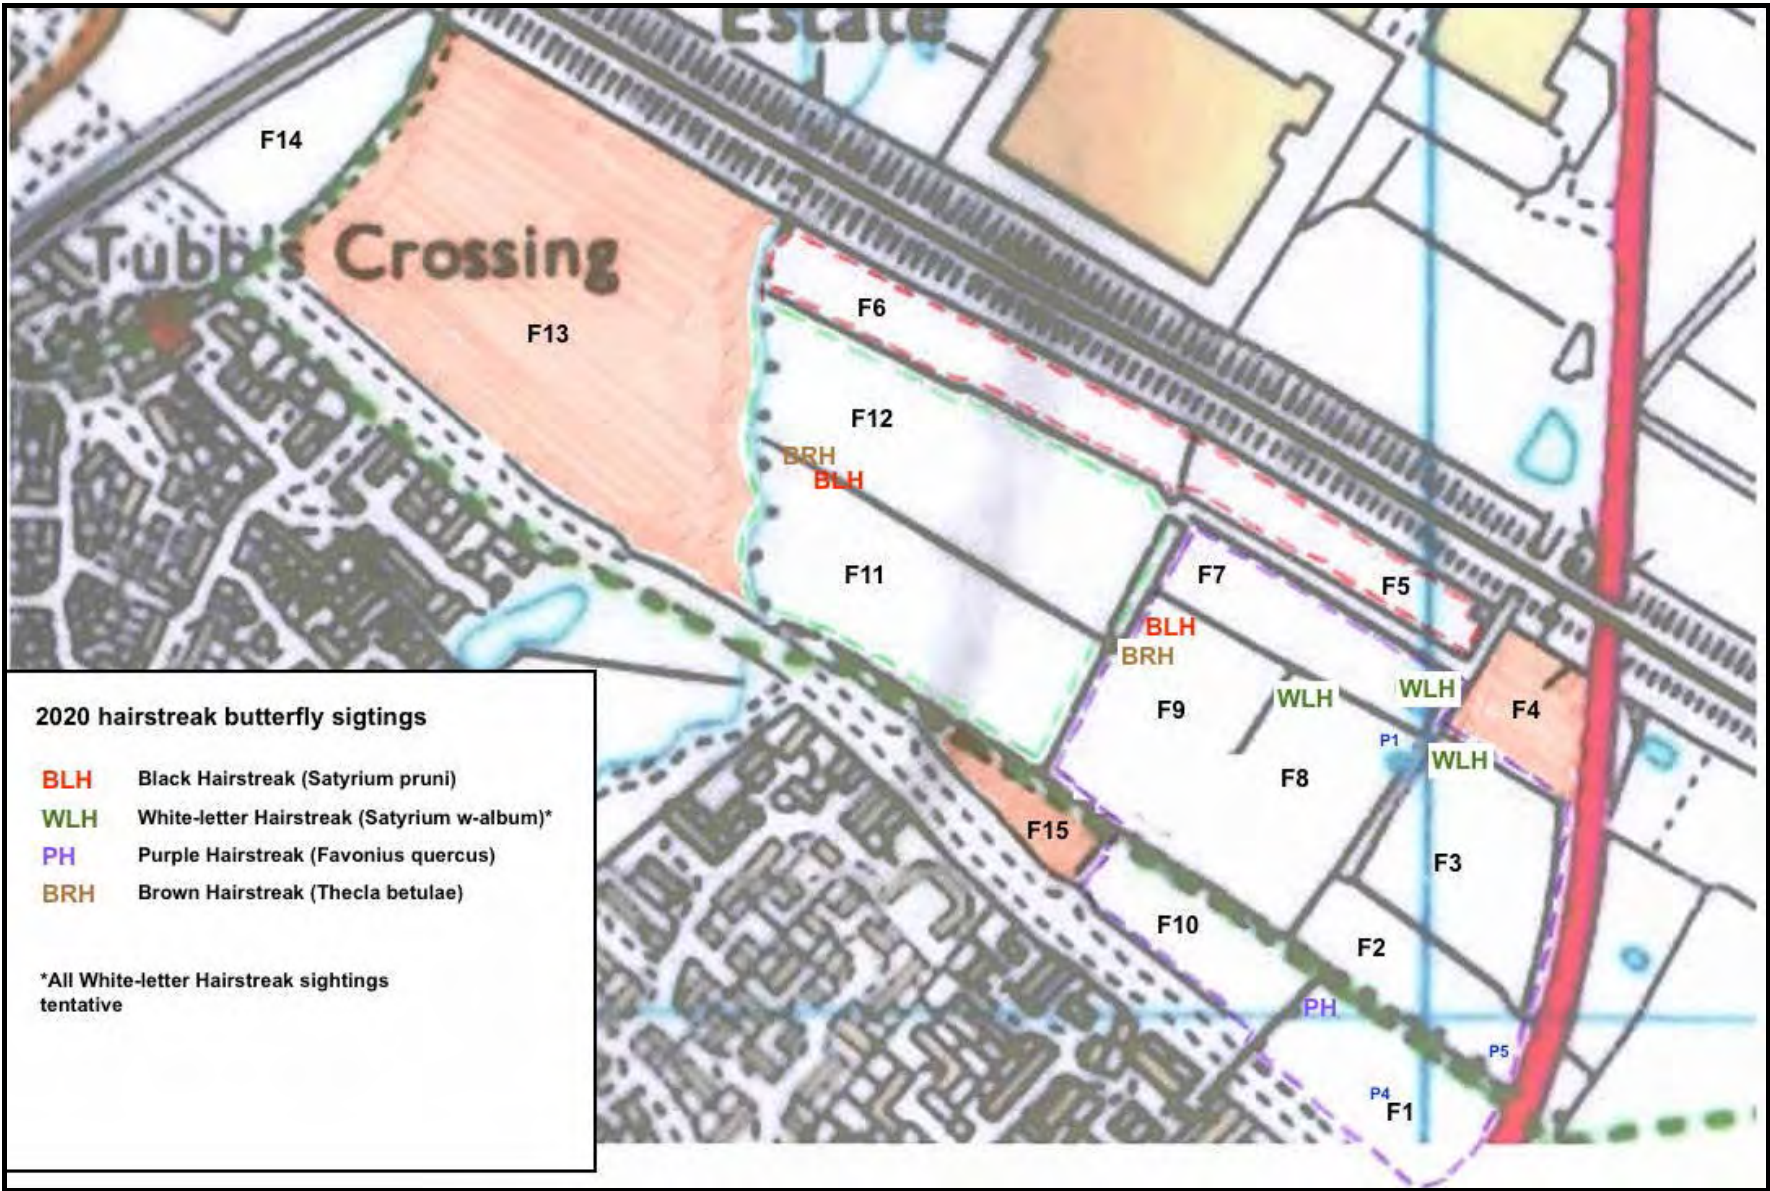 Estate
F14
Tubb's Crossing
F6
F13
F12
BRH
BLH
F11
F7
F5
BLH
BRH
WLH
WLH
F9
F4
P1
WLH
F8
F15
F3
F10
F2
PH
P5
P4
F1
2020 hairstreak butterfly sigtings
BLH Black Hairstreak (Satyrium pruni)
WLH White-letter Hairstreak (Satyrium w-album)*
PH Purple Hairstreak (Favonius quercus)
BRH Brown Hairstreak (Thecla betulae)
*All White-letter Hairstreak sightings
tentative